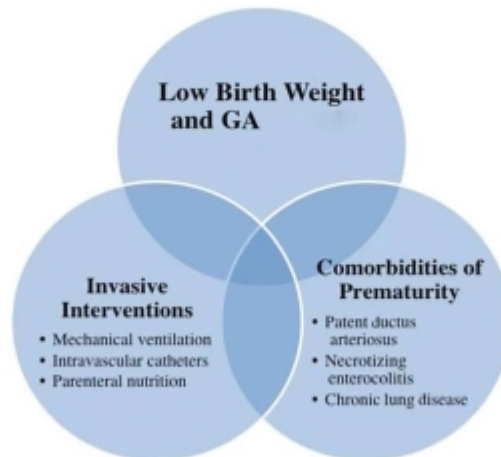 Low Birth Weight
and GA
Invasive
Interventions
• Mechanical ventilation
• Intravascular catheters
• Parenteral nutrition
Comorbidities of
Prematurity
• Patent ductus
arteriosus
• Necrotizing
enterocolitis
• Chronic lung disease